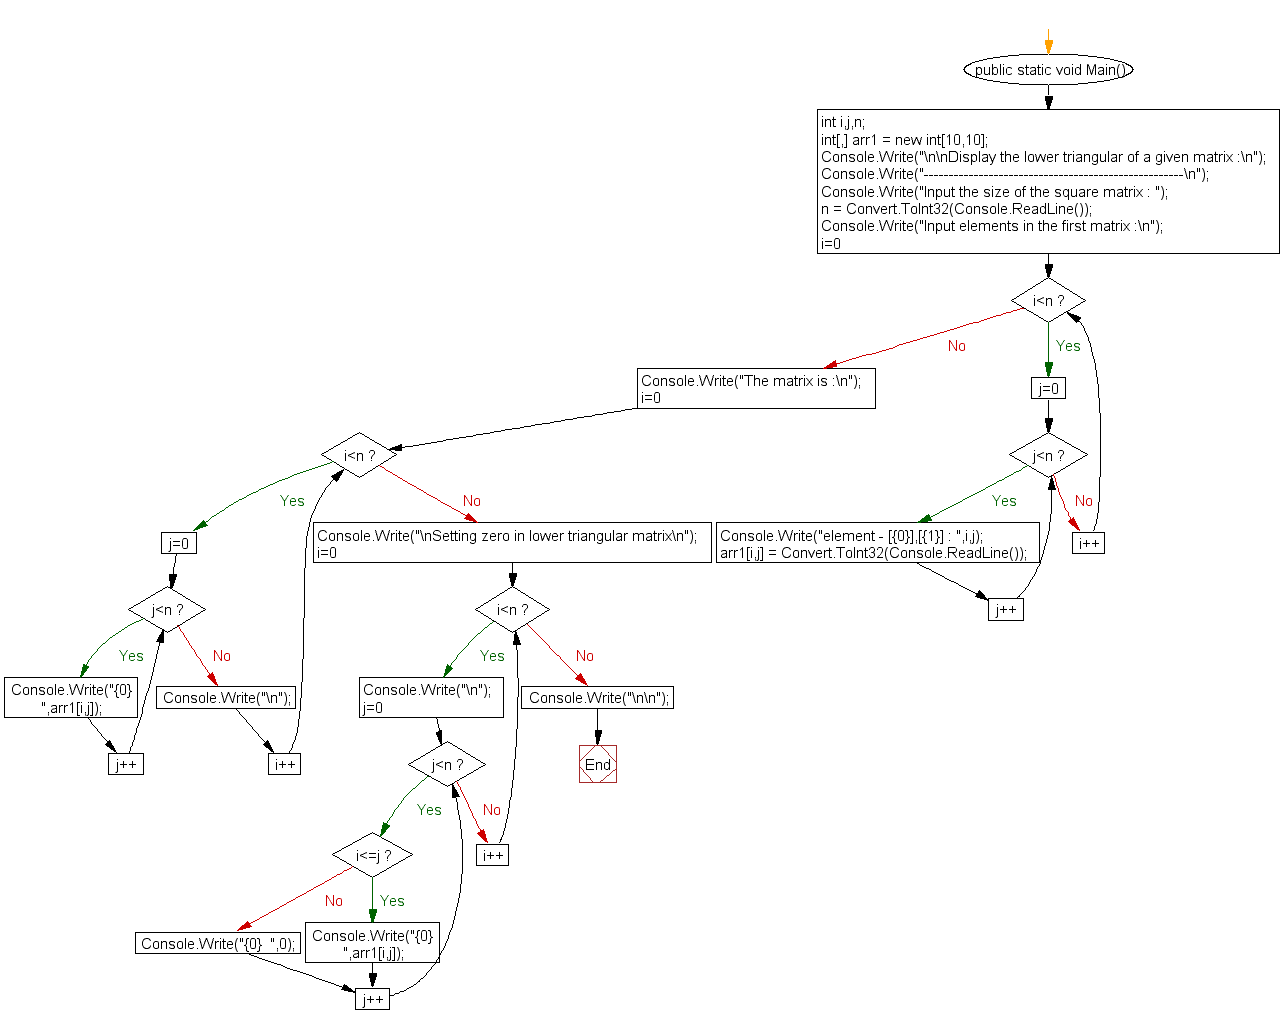 public static void Main()
int i,j,n;
int[,] arr1 = new int[10,10];
Console.Write("\n\nDisplay the lower triangular of a given matrix :\n");
Console.Write("----------------------------------------------------\n");
Console.Write("Input the size of the square matrix : ");
n = Convert.ToInt32(Console.ReadLine());
Console.Write("Input elements in the first matrix :\n");
i=0
i<n ?
No
Yes
Console.Write("The matrix is :\n");
i=0
j=0
i<n ?
j<n ?
Yes
No
Yes
No
j=0
Console.Write("\nSetting zero in lower triangular matrix\n");
i=0
Console.Write("element - [{0}],[{1}] : ",i,j);
arr1[i,j] = Convert.ToInt32(Console.ReadLine());
i++
j<n ?
i<n ?
j++
Yes
No
Yes
No
Console.Write("{0}
",arr1[i,j]);
Console.Write("\n");
Console.Write("\n");
j=0
Console.Write("\n\n");
j++
i++
j<n ?
End
Yes
No
i<=j ?
i++
No
Yes
Console.Write("{0}  ",0);
Console.Write("{0}
",arr1[i,j]);
j++